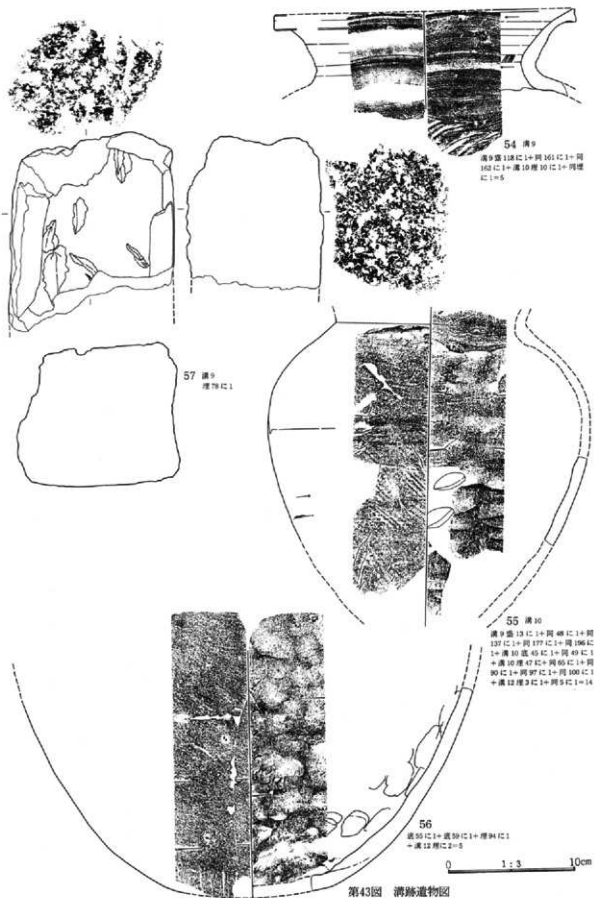 54 溝9
溝9盛118に1+同161に1+同
162に1+溝10埋10に1+同埋
に1=5
57 溝9
埋78に1
55 溝10
溝9盛13に1+同48に1+同
137に1+同177に1+同196に
1+溝10底45に1+同49に1
+溝10埋47に+同65に1+同
90に1+同97に1+同100に1
+溝12埋3に1+同5に1=14
56
底55に1+底59に1+埋94に1
+溝12埋に2=5
0 1:3 10cm
第43図 溝跡遺物図